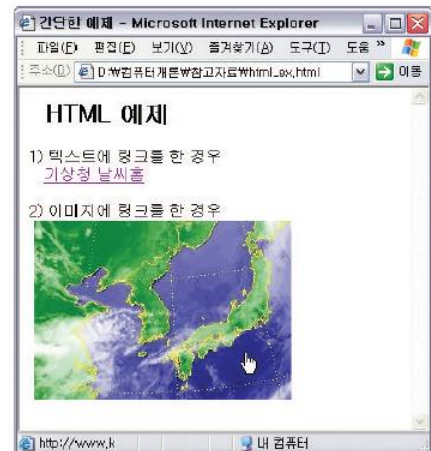 간단한 예제 - Microsoft Internet Explorer
파일(F) 편집(E) 보기(V) 즐겨찾기(A) 도구(T) 도움 »
주소(D) D:\컴퓨터개론\참고자료\html_ex.html 이동
HTML 예제
1) 텍스트에 링크를 한 경우
기상청 날씨홈
2) 이미지에 링크를 한 경우
http://www.k 내 컴퓨터